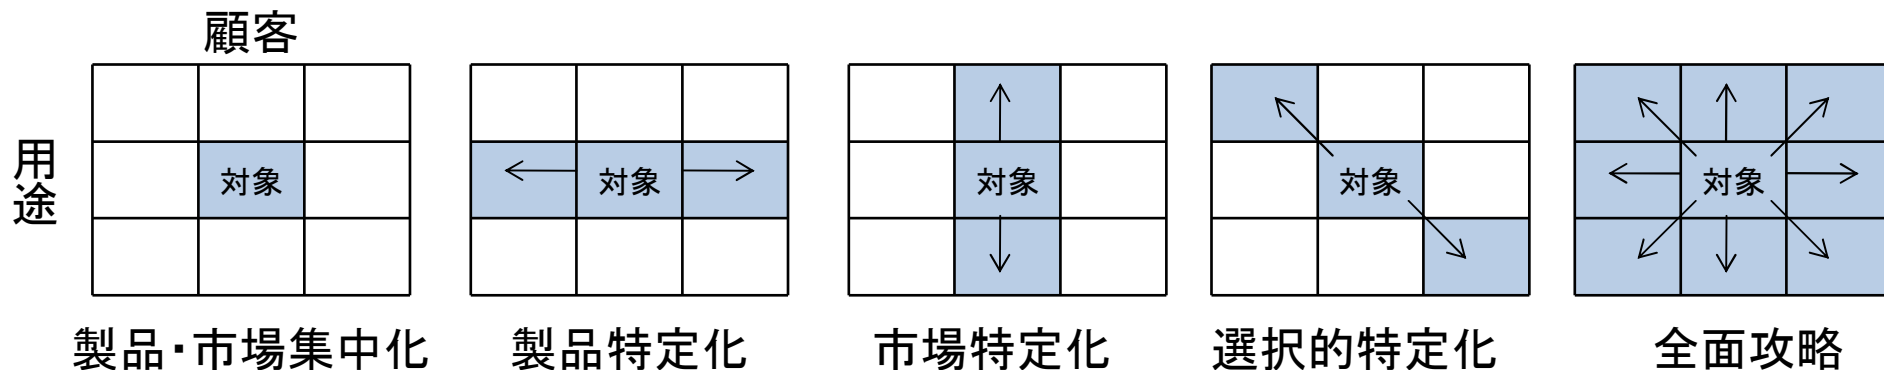 顧客
用途
対象
対象
対象
対象
対象
製品・市場集中化
製品特定化
市場特定化
選択的特定化
全面攻略